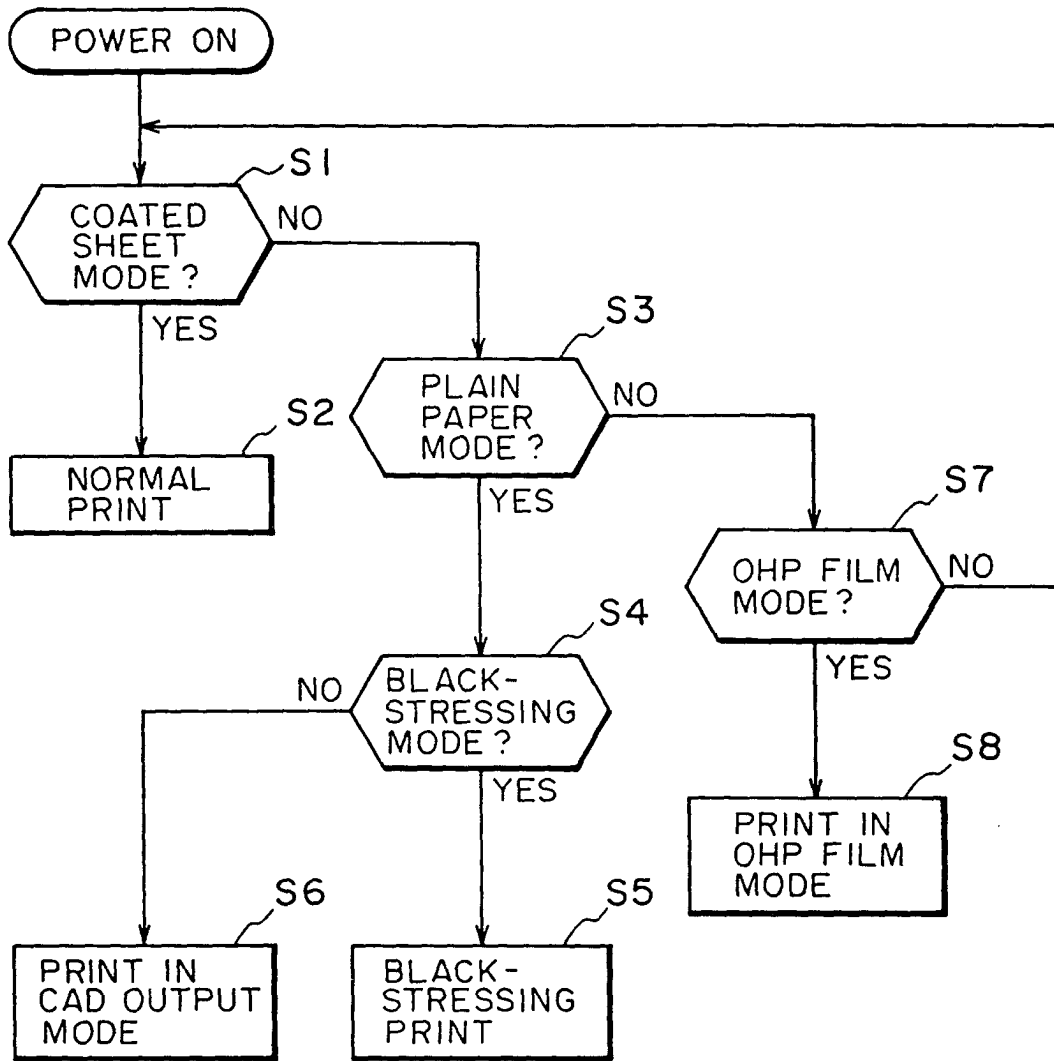 POWER ON
S1
COATED
SHEET
MODE?
NO
YES
S2
NORMAL
PRINT
S3
PLAIN
PAPER
MODE?
NO
YES
S4
BLACK-
STRESSING
MODE?
NO
YES
S7
OHP FILM
MODE?
NO
YES
S8
PRINT IN
OHP FILM
MODE
S6
PRINT IN
CAD OUTPUT
MODE
S5
BLACK-
STRESSING
PRINT